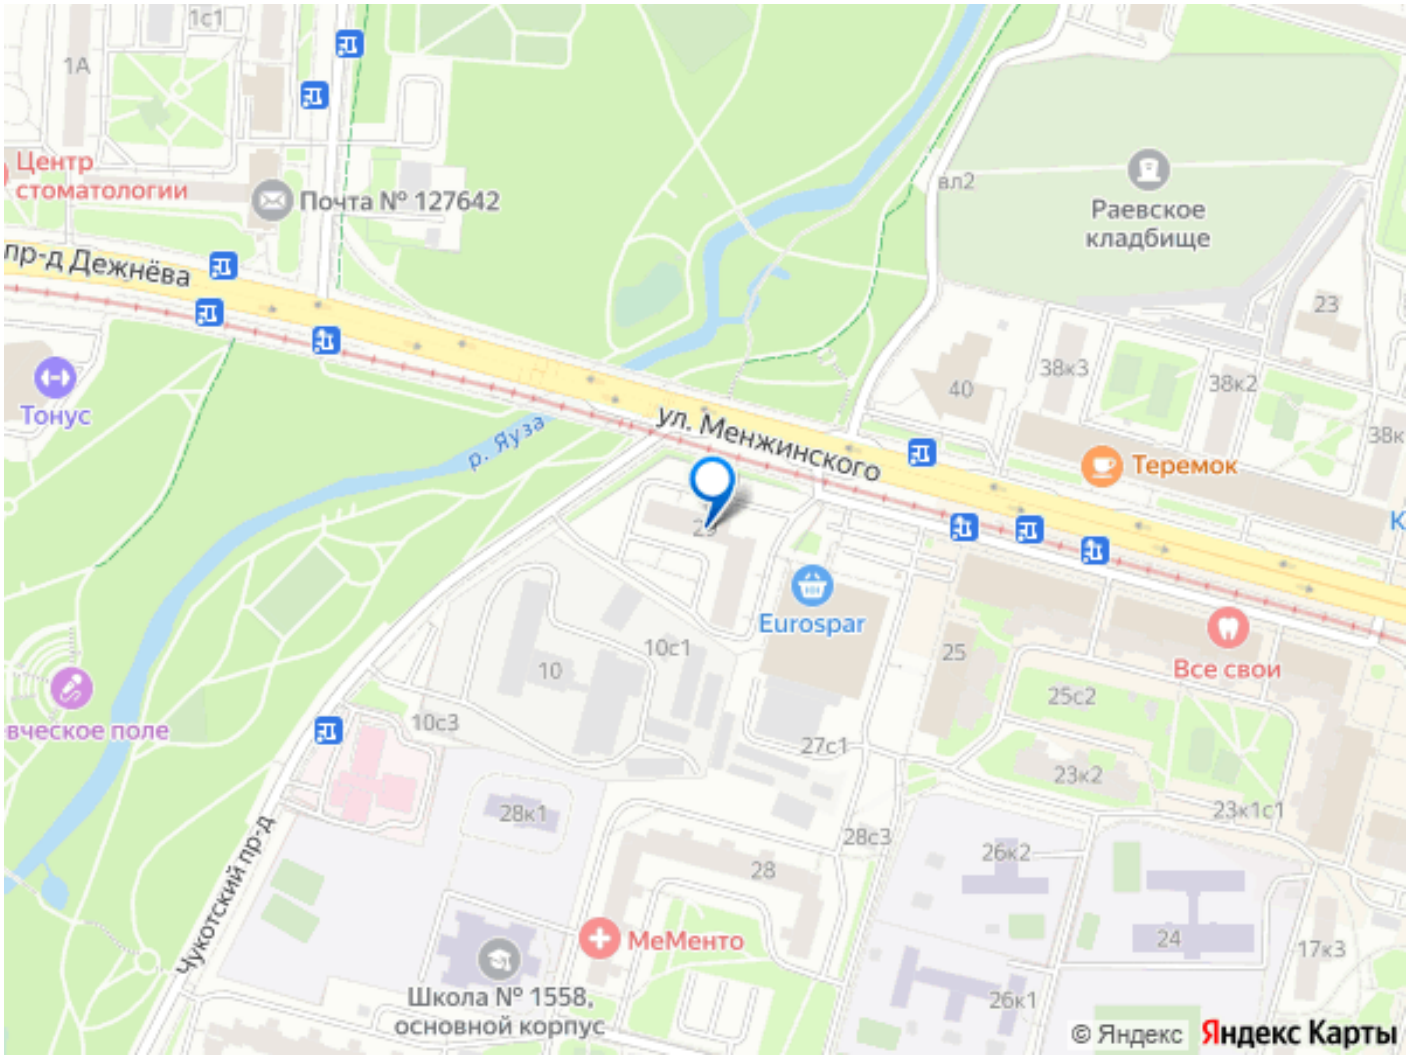 1с1
1А
Центр
стоматологии
Почта № 127642
вл2
Раевское
кладбище
пр-д Дежнёва
23
38к3
38к2
40
Тонус
р. Яуза
ул. Менжинского
38к
Теремок
К
Eurospar
10с1
10
25
Все свои
25с2
10с3
вческое поле
27с1
23к2
28к1
23к1с1
28с3
26к2
28
Чукотский пр-д
МеМенто
24
17к3
Школа № 1558,
основной корпус
26к1
© Яндекс
Яндекс Карты